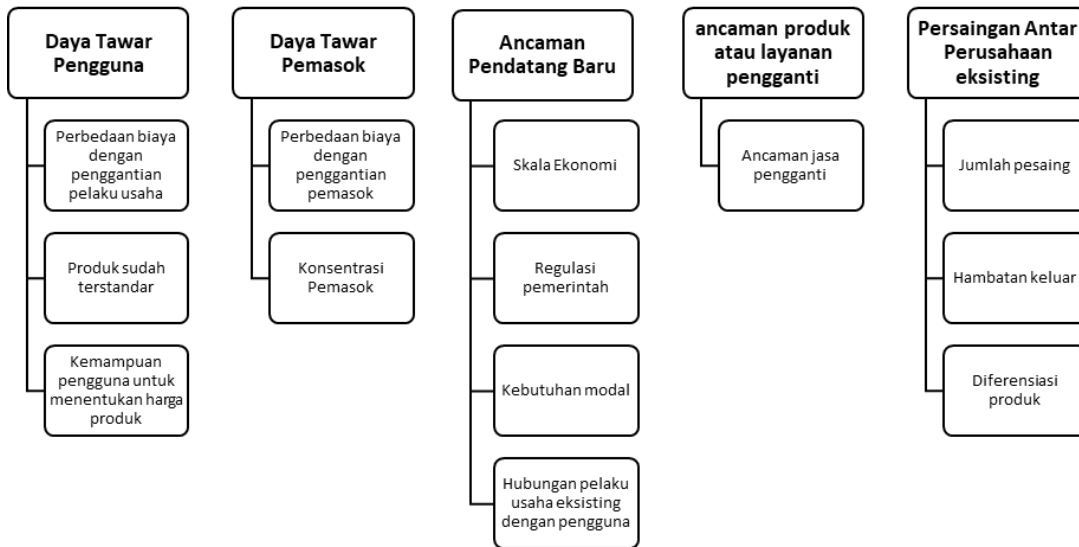 Daya Tawar
Pengguna
Perbedaan biaya
dengan
penggantian
pelaku usaha
Produk sudah
terstandar
Kemampuan
pengguna untuk
menentukan harga
produk
Daya Tawar
Pemasok
Perbedaan biaya
dengan
penggantian
pemasok
Konsentrasi
Pemasok
Ancaman
Pendatang Baru
Skala Ekonomi
Regulasi
pemerintah
Kebutuhan modal
Hubungan pelaku
usaha eksisting
dengan pengguna
ancaman produk
atau layanan
pengganti
Ancaman jasa
pengganti
Persaingan Antar
Perusahaan
eksisting
Jumlah pesaing
Hambatan keluar
Diferensiasi
produk